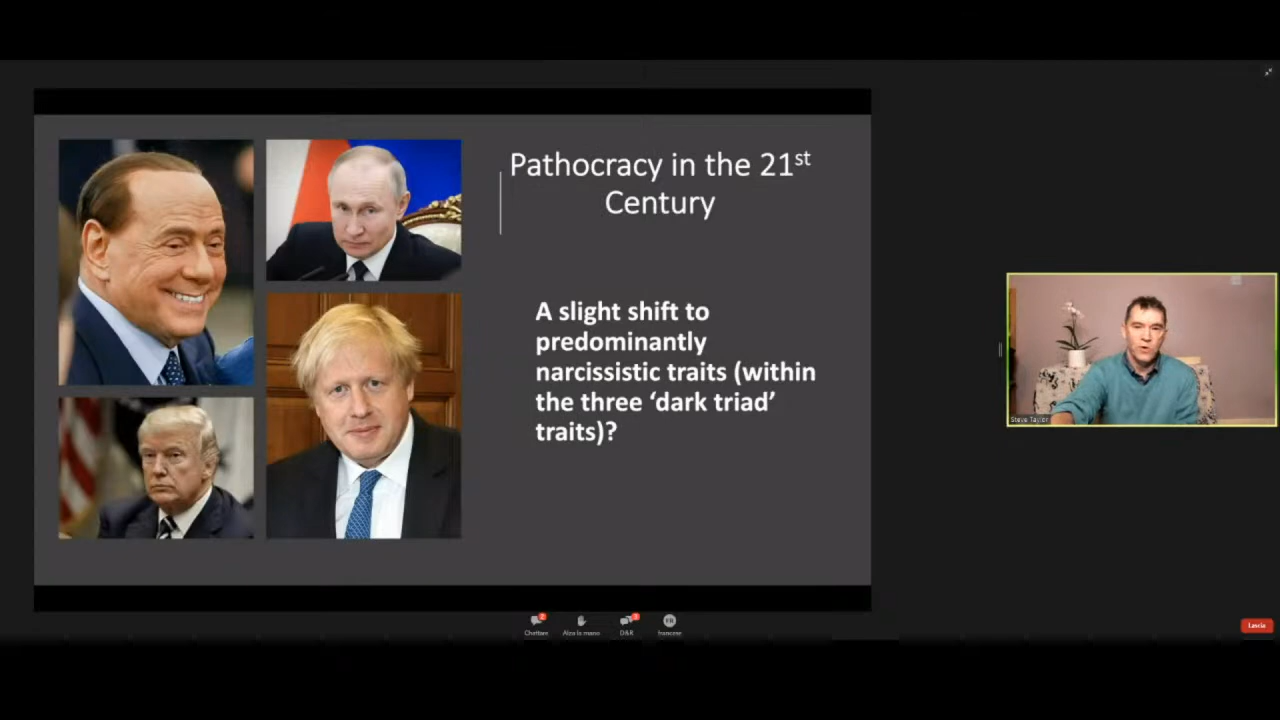 Pathocracy in the 21st
Century
A slight shift to
predominantly
narcissistic traits (within
the three ‘dark triad’
traits)?
Steve Taylor
Chattare
Alza la mano
D&R
FR
francese
Lascia